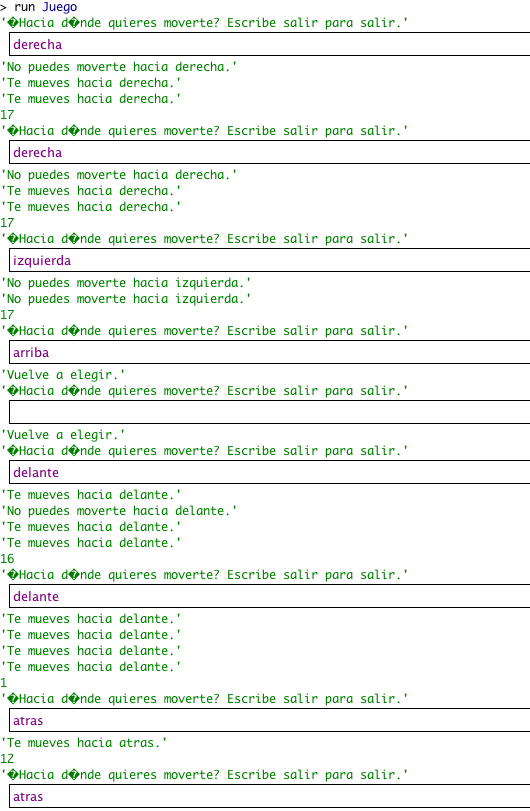 > run Juego
'�Hacia d�nde quieres moverte? Escribe salir para salir.'
derecha
'No puedes moverte hacia derecha.'
'Te mueves hacia derecha.'
'Te mueves hacia derecha.'
17
'�Hacia d�nde quieres moverte? Escribe salir para salir.'
derecha
'No puedes moverte hacia derecha.'
'Te mueves hacia derecha.'
'Te mueves hacia derecha.'
17
'�Hacia d�nde quieres moverte? Escribe salir para salir.'
izquierda
'No puedes moverte hacia izquierda.'
'No puedes moverte hacia izquierda.'
17
'�Hacia d�nde quieres moverte? Escribe salir para salir.'
arriba
'Vuelve a elegir.'
'�Hacia d�nde quieres moverte? Escribe salir para salir.'
'Vuelve a elegir.'
'�Hacia d�nde quieres moverte? Escribe salir para salir.'
delante
'Te mueves hacia delante.'
'No puedes moverte hacia delante.'
'Te mueves hacia delante.'
'Te mueves hacia delante.'
16
'�Hacia d�nde quieres moverte? Escribe salir para salir.'
delante
'Te mueves hacia delante.'
'Te mueves hacia delante.'
'Te mueves hacia delante.'
'Te mueves hacia delante.'
1
'�Hacia d�nde quieres moverte? Escribe salir para salir.'
atras
'Te mueves hacia atras.'
12
'�Hacia d�nde quieres moverte? Escribe salir para salir.'
atras